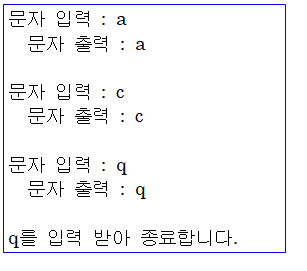 문자 입력 : a
문자 출력 : a
문자 입력 : c
문자 출력 : c
문자 입력 : q
문자 출력 : q
q를 입력 받아 종료합니다.